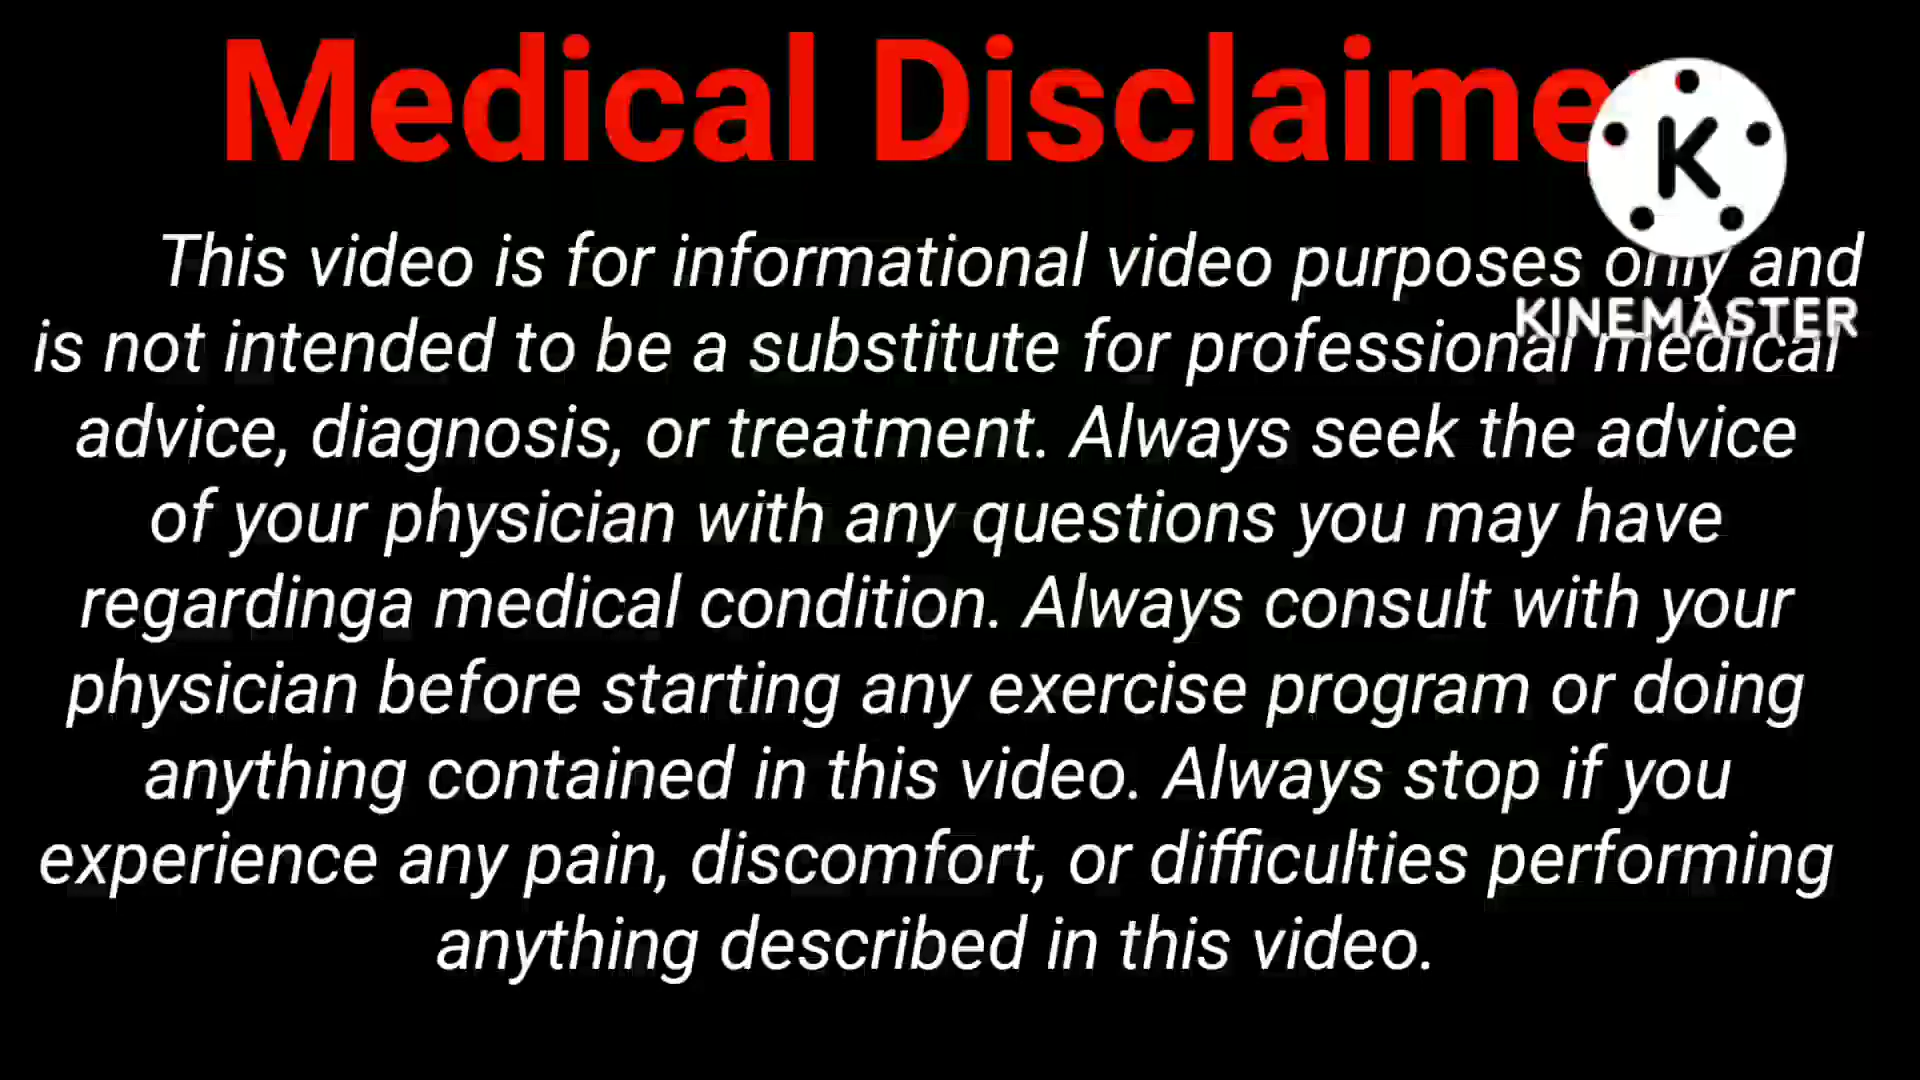 Medical Disclaimer
K
This video is for informational video purposes only and
KINEMASTER
is not intended to be a substitute for professional medical
advice, diagnosis, or treatment. Always seek the advice
of your physician with any questions you may have
regardinga medical condition. Always consult with your
physician before starting any exercise program or doing
anything contained in this video. Always stop if you
experience any pain, discomfort, or difficulties performing
anything described in this video.